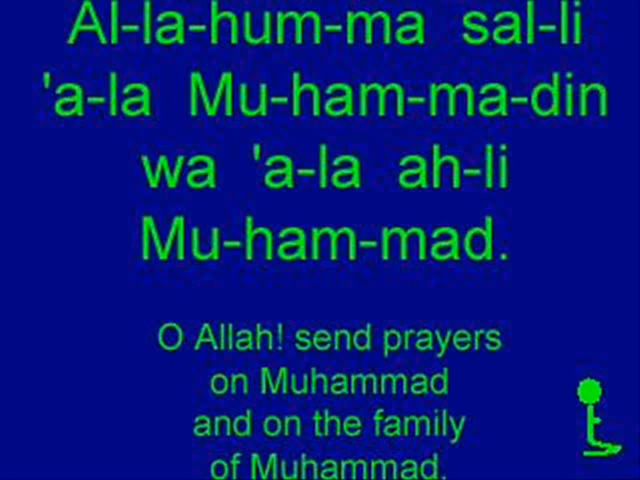 Al-la-hum-ma sal-li
'a-la Mu-ham-ma-din
wa 'a-la ah-li
Mu-ham-mad.
O Allah! send prayers
on Muhammad
and on the family
of Muhammad.